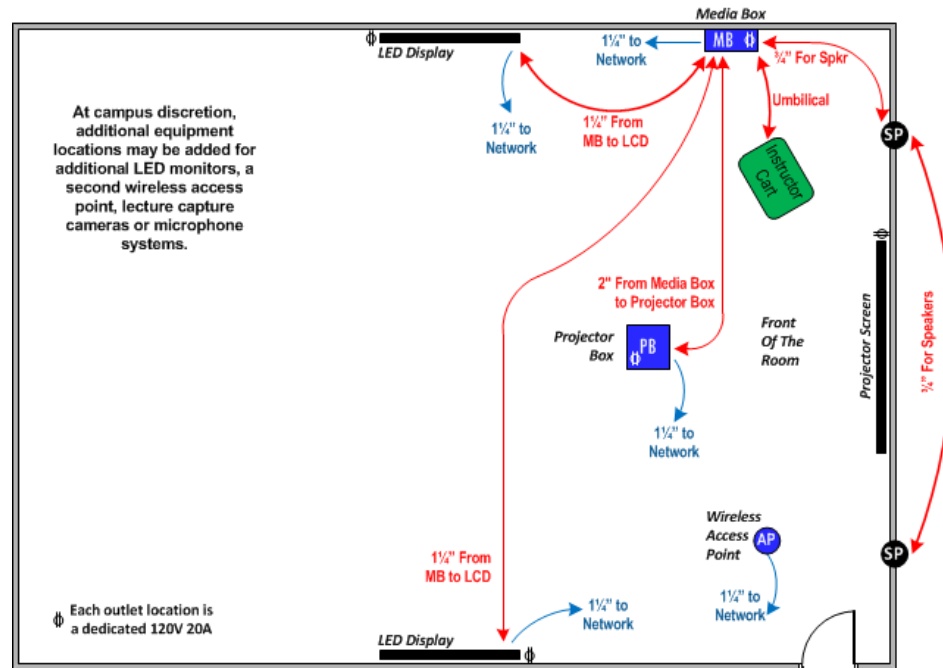 Media Box
MB
LED Display
1¼" to
Network
¾" For Spkr
Umbilical
1¼" to
Network
1¼" From
MB to LCD
SP
Instructor
Cart
At campus discretion,
additional equipment
locations may be added for
additional LED monitors, a
second wireless access
point, lecture capture
cameras or microphone
systems.
2" From Media Box
to Projector Box
Projector
Box
PB
Front
Of The
Room
Projector Screen
¾" For Speakers
1¼" to
Network
Wireless
Access
Point
AP
SP
1¼" From
MB to LCD
1¼" to
Network
1¼" to
Network
Each outlet location is
a dedicated 120V 20A
LED Display